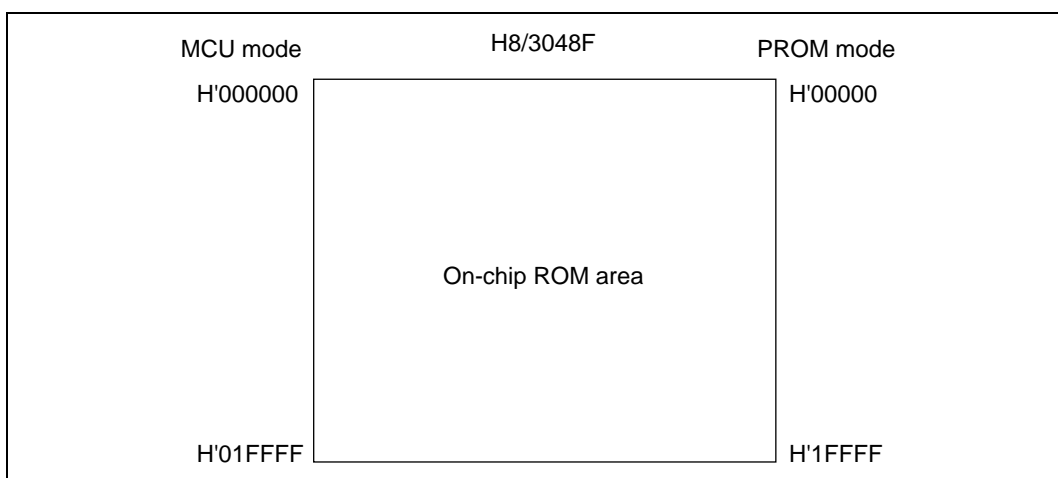 MCU mode H8/3048F PROM mode
H'000000 H'00000
On-chip ROM area
H'01FFFF H'1FFFF